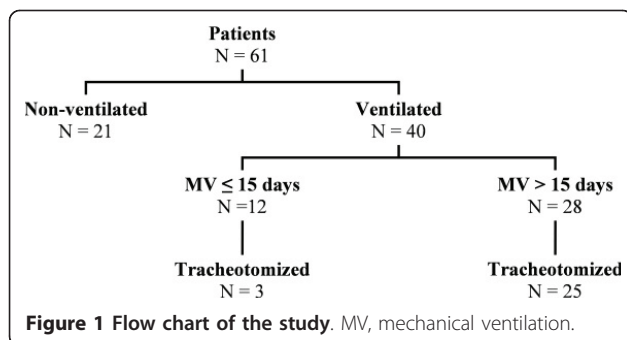 Patients
N = 61
Non-ventilated
N = 21
Ventilated
N = 40
MV ≤ 15 days
N =12
MV > 15 days
N = 28
Tracheotomized
N = 3
Tracheotomized
N = 25
Figure 1 Flow chart of the study. MV, mechanical ventilation.